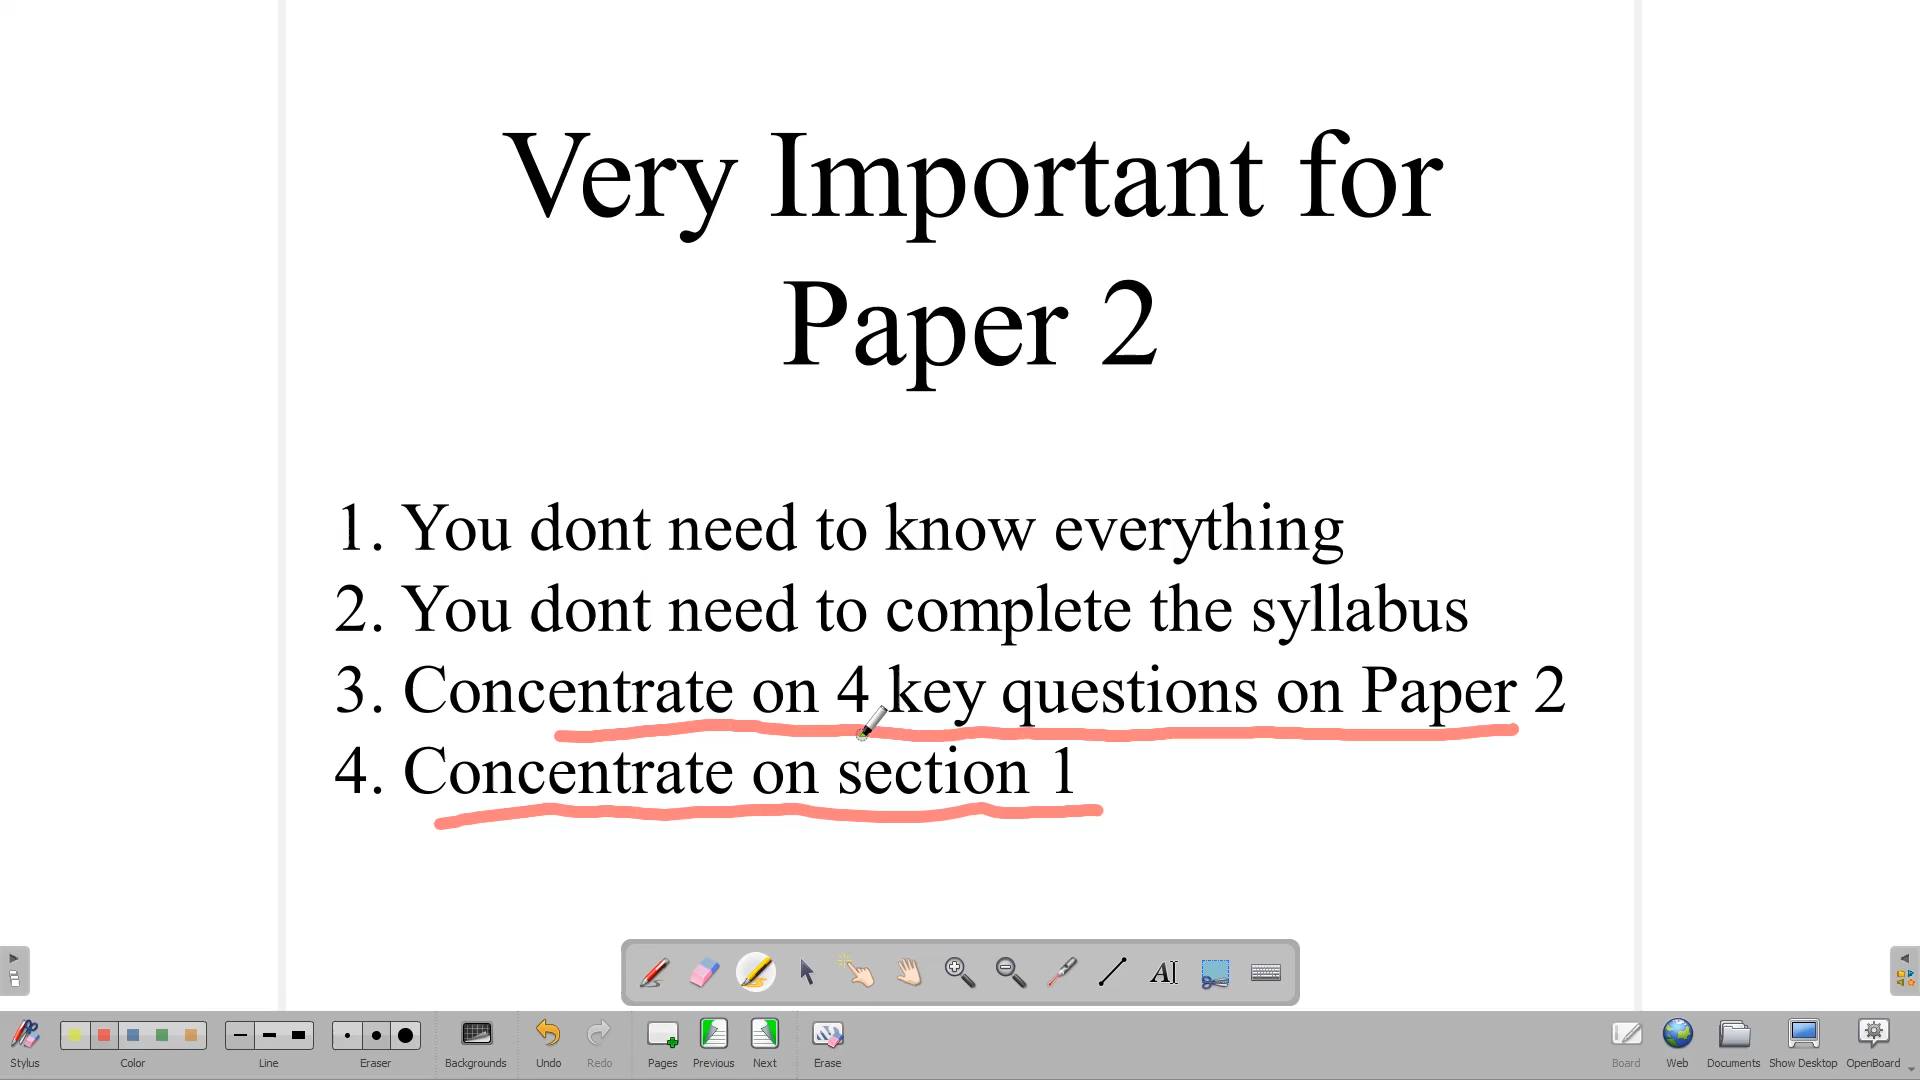 Very Important for
Paper 2
1. You dont need to know everything
2. You dont need to complete the syllabus
3. Concentrate on 4 key questions on Paper 2
4. Concentrate on section 1
Stylus Color Line Eraser Backgrounds Undo Redo Pages Previous Next Erase Board Web Documents Show Desktop OpenBoard